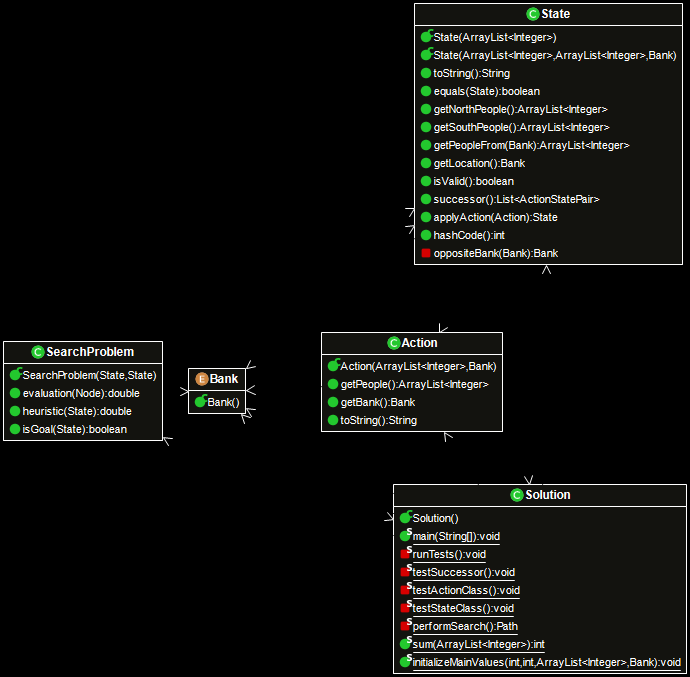 C State
State(ArrayList<Integer>)
State(ArrayList<Integer>,ArrayList<Integer>,Bank)
toString():String
equals(State):boolean
getNorthPeople():ArrayList<Integer>
getSouthPeople():ArrayList<Integer>
getPeopleFrom(Bank):ArrayList<Integer>
getLocation():Bank
isValid():boolean
successor():List<ActionStatePair>
applyAction(Action):State
hashCode():int
oppositeBank(Bank):Bank
C SearchProblem
SearchProblem(State,State)
evaluation(Node):double
heuristic(State):double
isGoal(State):boolean
E Bank
Bank()
C Action
Action(ArrayList<Integer>,Bank)
getPeople():ArrayList<Integer>
getBank():Bank
toString():String
C Solution
Solution()
S main(String[]):void
S runTests():void
S testSuccessor():void
S testActionClass():void
S testStateClass():void
S performSearch():Path
S sum(ArrayList<Integer>):int
S initializeMainValues(int,int,ArrayList<Integer>,Bank):void